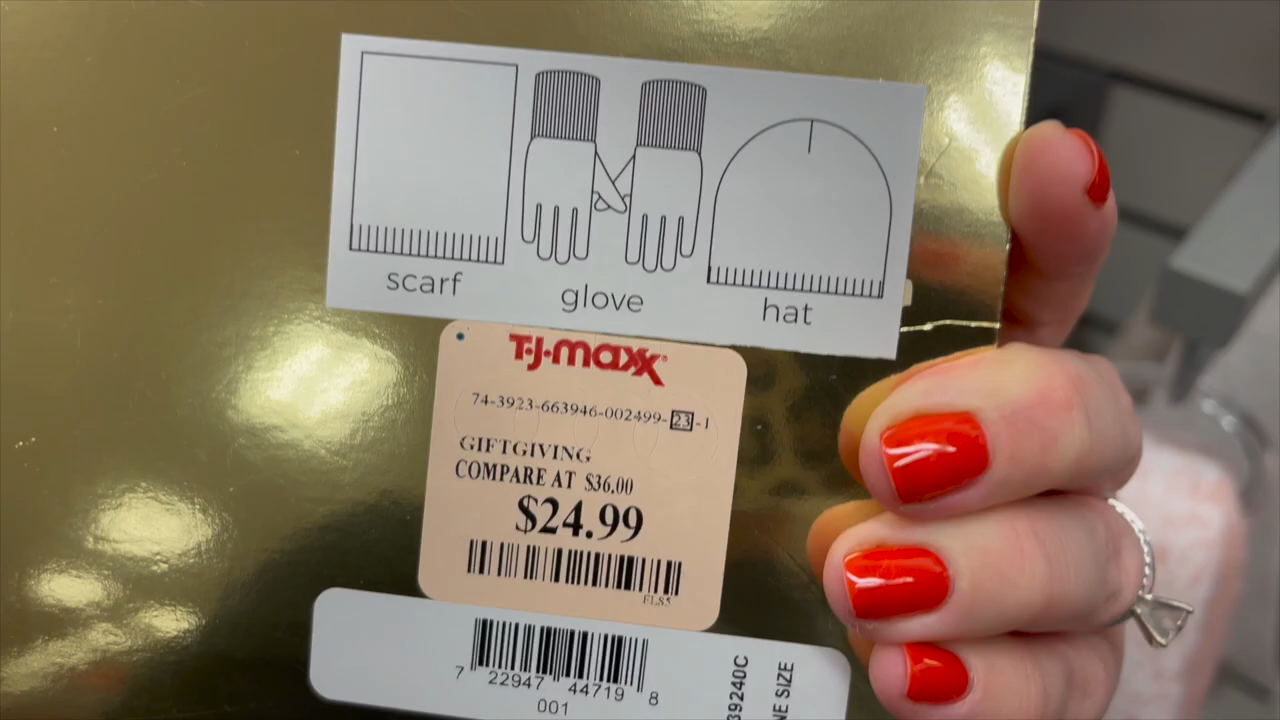 scarf
glove
hat
T·J·maxx®
74-3923-663946-002499-23-1
GIFTGIVING
COMPARE AT $36.00
$24.99
FLS5
7 22947 44719 8
001
39240C
NE SIZE